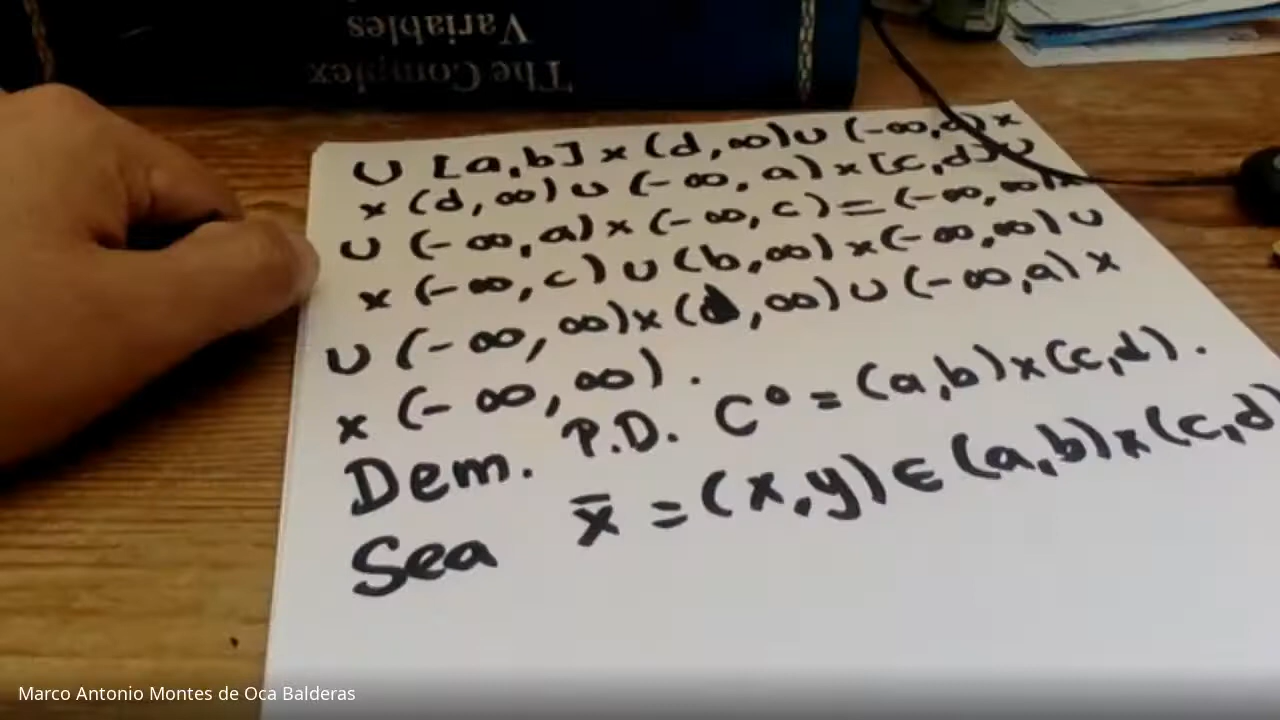 The Complex
Variables
∪ [a,b] × (d,∞) ∪ (-∞,a) ×
× (d,∞) ∪ (-∞,a) × [c,d] ∪
∪ (-∞,a) × (-∞,c) = (-∞,∞) ×
× (-∞,c) ∪ (b,∞) × (-∞,∞) ∪
∪ (-∞,∞) × (d,∞) ∪ (-∞,a) ×
× (-∞,∞).
Dem. P.D. C° = (a,b) × (c,d).
Sea x̄ = (x,y) ∈ (a,b) × (c,d)
Marco Antonio Montes de Oca Balderas